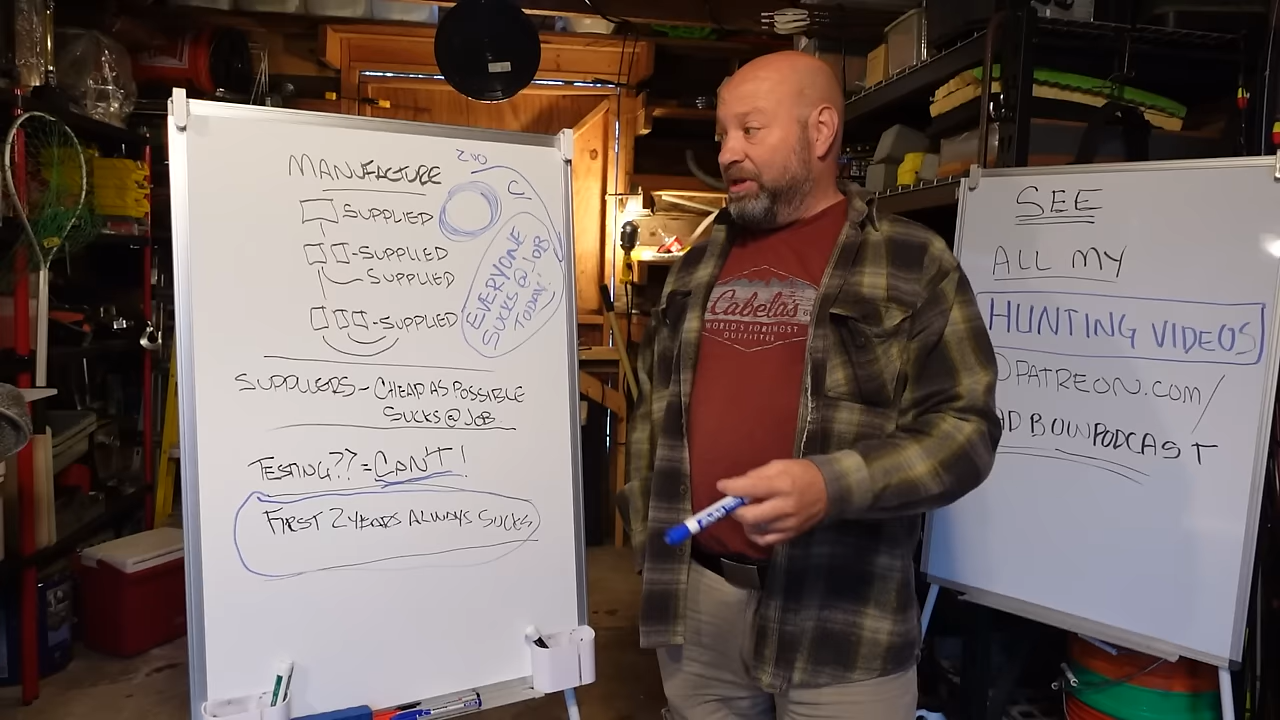 MANUFACTURE
SUPPLIED
SUPPLIED
SUPPLIED
SUPPLIED
200
EVERYONE
SUCKS @ JOB
TODAY!
SUPPLIERS - CHEAP AS POSSIBLE
SUCKS @ JOB
TESTING?? = CAN'T!
FIRST 2 YEARS ALWAYS SUCKS
Cabela's
WORLD'S FOREMOST
OUTFITTER
SEE
ALL MY
HUNTING VIDEOS
PATREON.COM/
AD BOW PODCAST